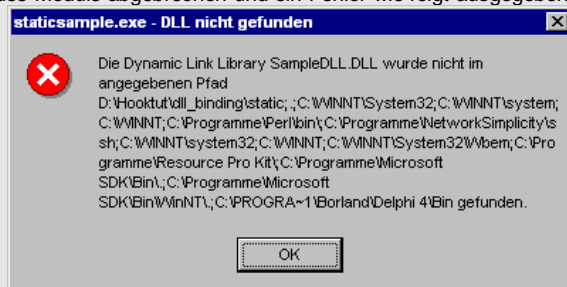 staticsample.exe - DLL nicht gefunden
Die Dynamic Link Library SampleDLL.DLL wurde nicht im
angegebenen Pfad
D:\Hooktut\dll_binding\static;.;C:\WINNT\System32;C:\WINNT\system;
C:\WINNT;C:\Programme\Perl\bin\;C:\Programme\NetworkSimplicity\s
sh;C:\WINNT\system32;C:\WINNT;C:\WINNT\System32\Wbem;C:\Pro
gramme\Resource Pro Kit\;C:\Programme\Microsoft
SDK\Bin\.;C:\Programme\Microsoft
SDK\Bin\WinNT\.;C:\PROGRA~1\Borland\Delphi 4\Bin gefunden.
OK